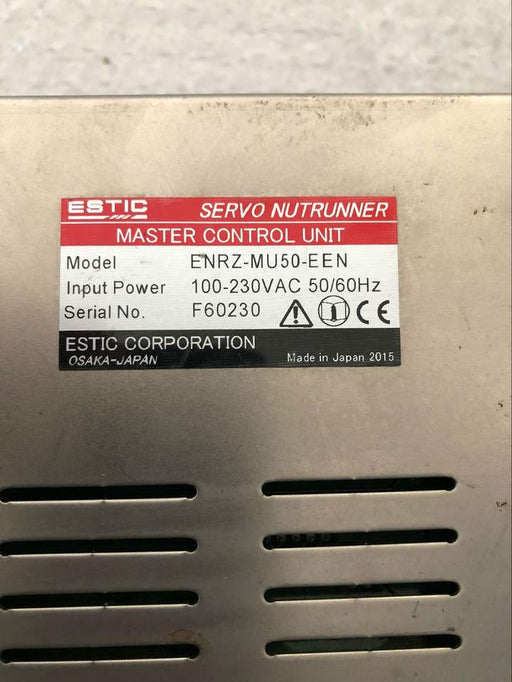 ESTIC SERVO NUTRUNNER
MASTER CONTROL UNIT
Model ENRZ-MU50-EEN
Input Power 100-230VAC 50/60Hz
Serial No. F60230 CE
ESTIC CORPORATION
OSAKA-JAPAN Made in Japan 2015